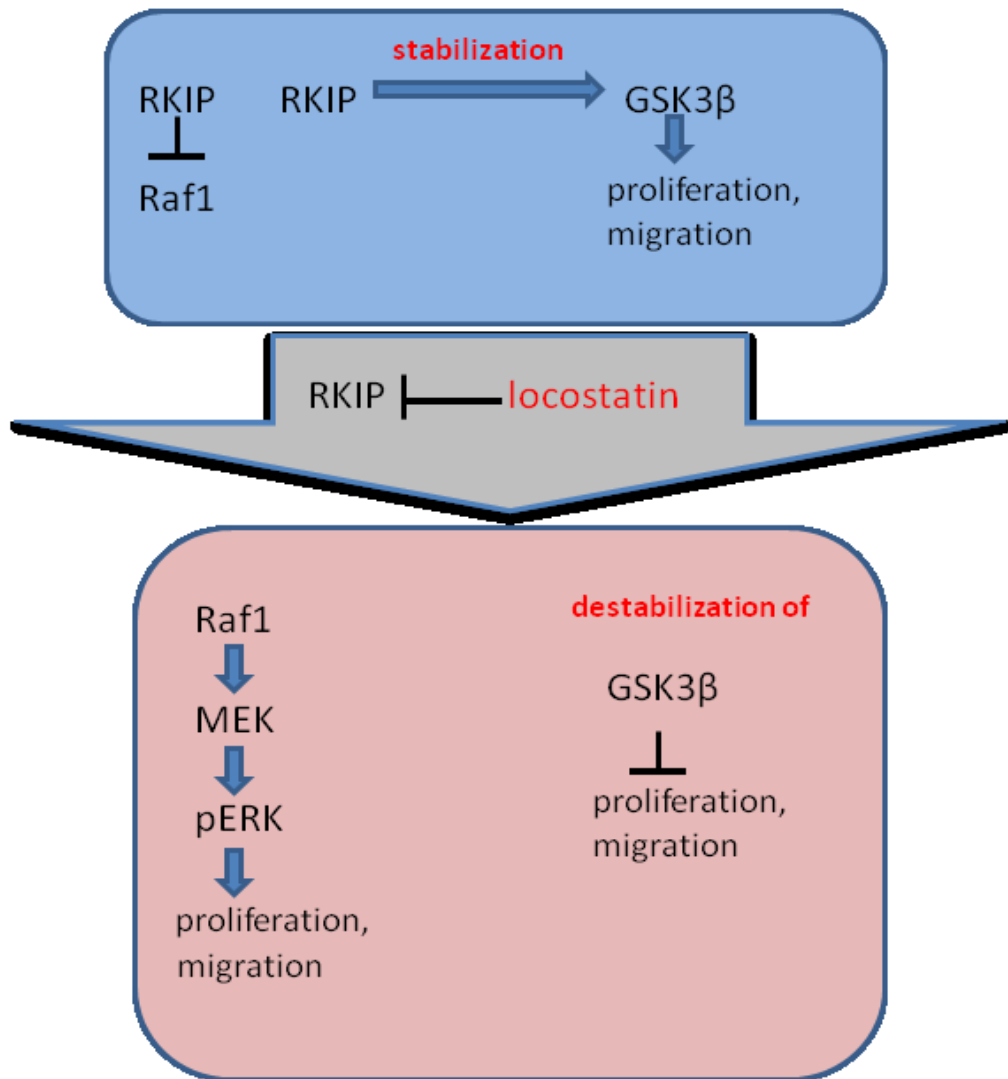 stabilization
RKIP
RKIP
GSK3β
Raf1
proliferation,
migration
RKIP
locostatin
Raf1
MEK
pERK
proliferation,
migration
destabilization of
GSK3β
proliferation,
migration